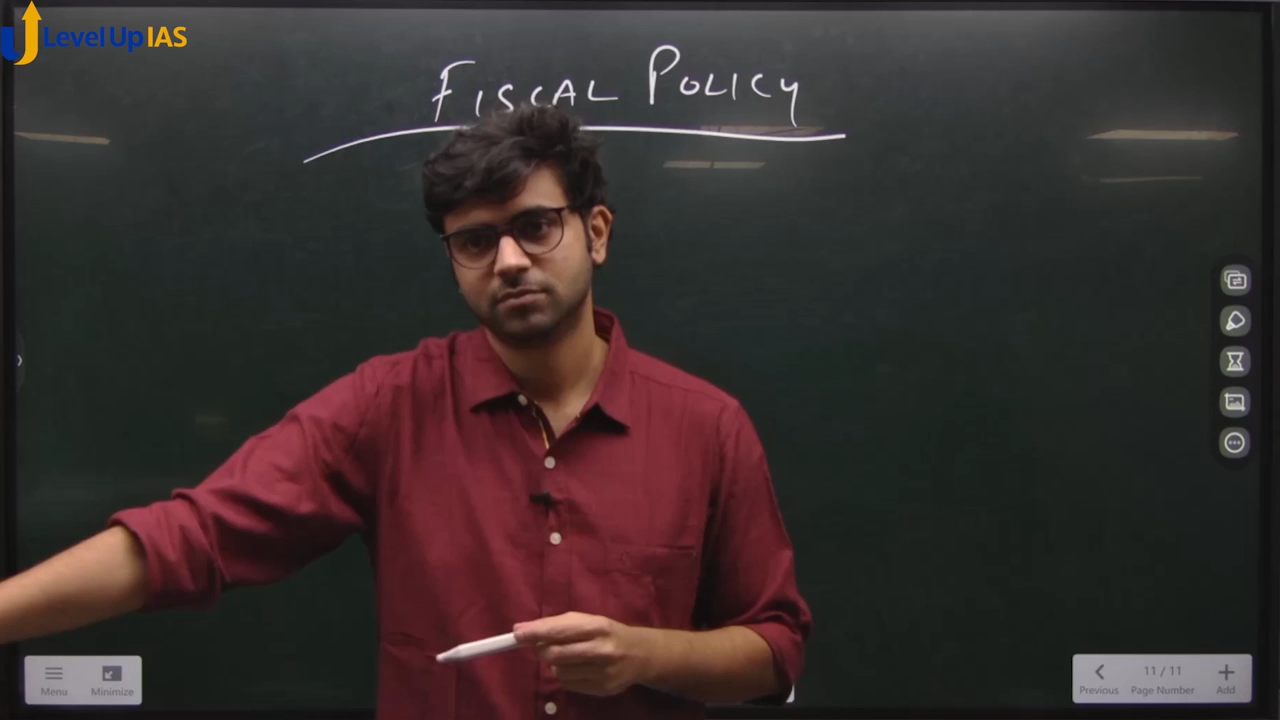 Level Up IAS
FISCAL POLICY
Menu
Minimize
11 / 11
Previous
Page Number
Add